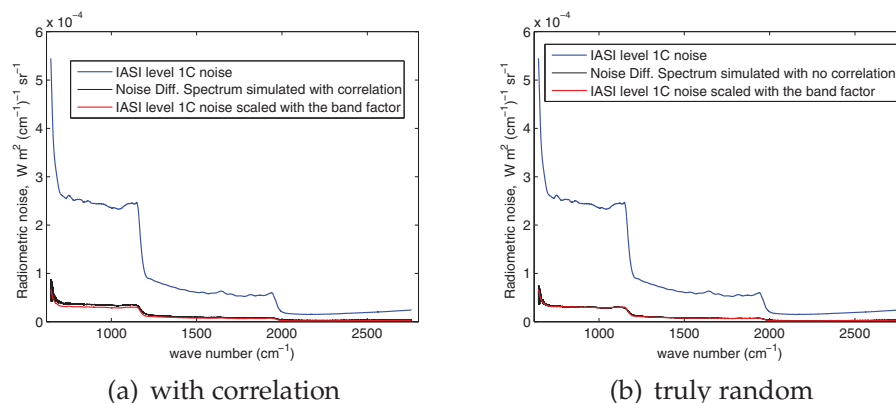 x 10⁻⁴
6
5
4
3
2
1
0
1000 1500 2000 2500
Radiometric noise, W m² (cm⁻¹)⁻¹ sr⁻¹
wave number (cm⁻¹)
IASI level 1C noise
Noise Diff. Spectrum simulated with correlation
IASI level 1C noise scaled with the band factor
(a) with correlation
x 10⁻⁴
6
5
4
3
2
1
0
1000 1500 2000 2500
Radiometric noise, W m² (cm⁻¹)⁻¹ sr⁻¹
wave number (cm⁻¹)
IASI level 1C noise
Noise Diff. Spectrum simulated with no correlation
IASI level 1C noise scaled with the band factor
(b) truly random